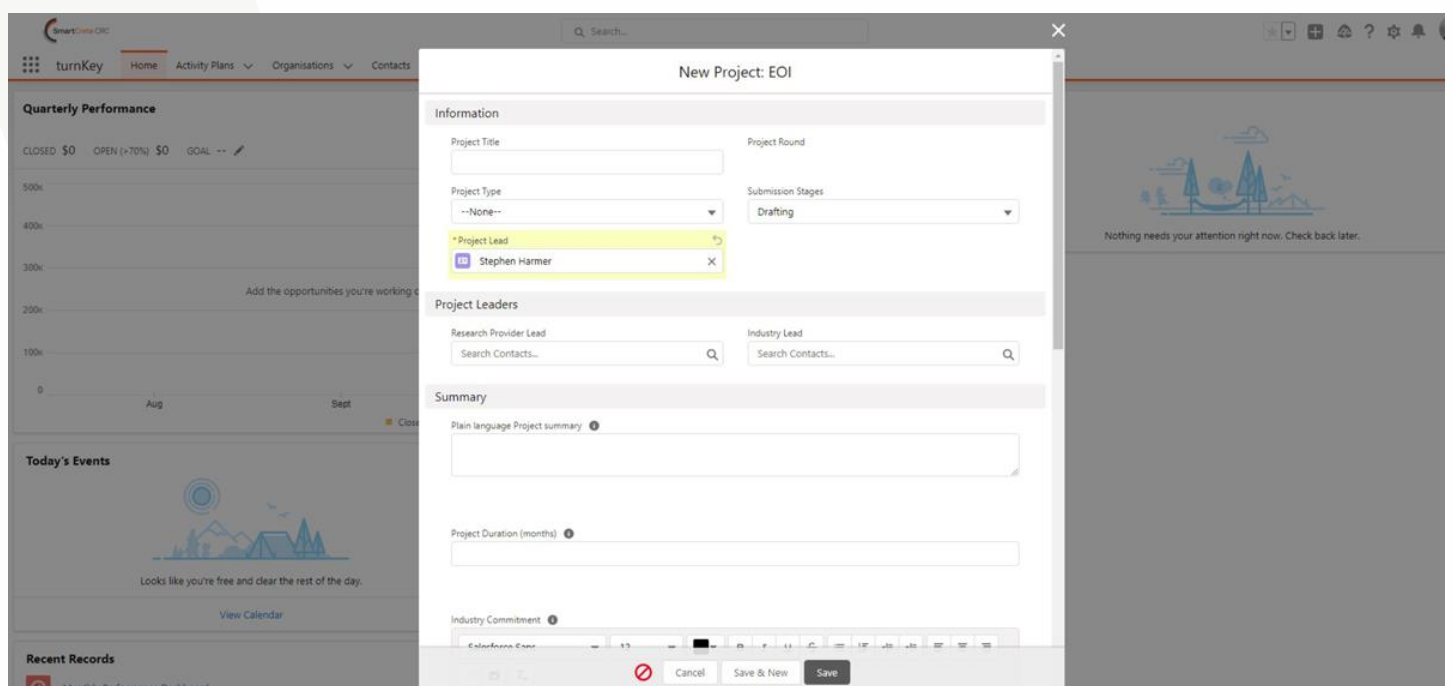 SmartCrete CRC
Search...
turnKey Home Activity Plans Organisations Contacts
New Project: EOI
Quarterly Performance
CLOSED $0 OPEN (>70%) $0 GOAL --
500K
400K
300K
200K
100K
0
Add the opportunities you're working
Aug Sept
Close
Information
Project Title
Project Round
Project Type
Submission Stages
--None--
Drafting
*Project Lead
Stephen Harmer
Project Leaders
Research Provider Lead
Industry Lead
Search Contacts...
Search Contacts...
Summary
Plain language Project summary
Project Duration (months)
Industry Commitment
Salesforce Sans 12 B I U S
Cancel Save & New Save
Nothing needs your attention right now. Check back later.
Today's Events
Looks like you're free and clear the rest of the day.
View Calendar
Recent Records